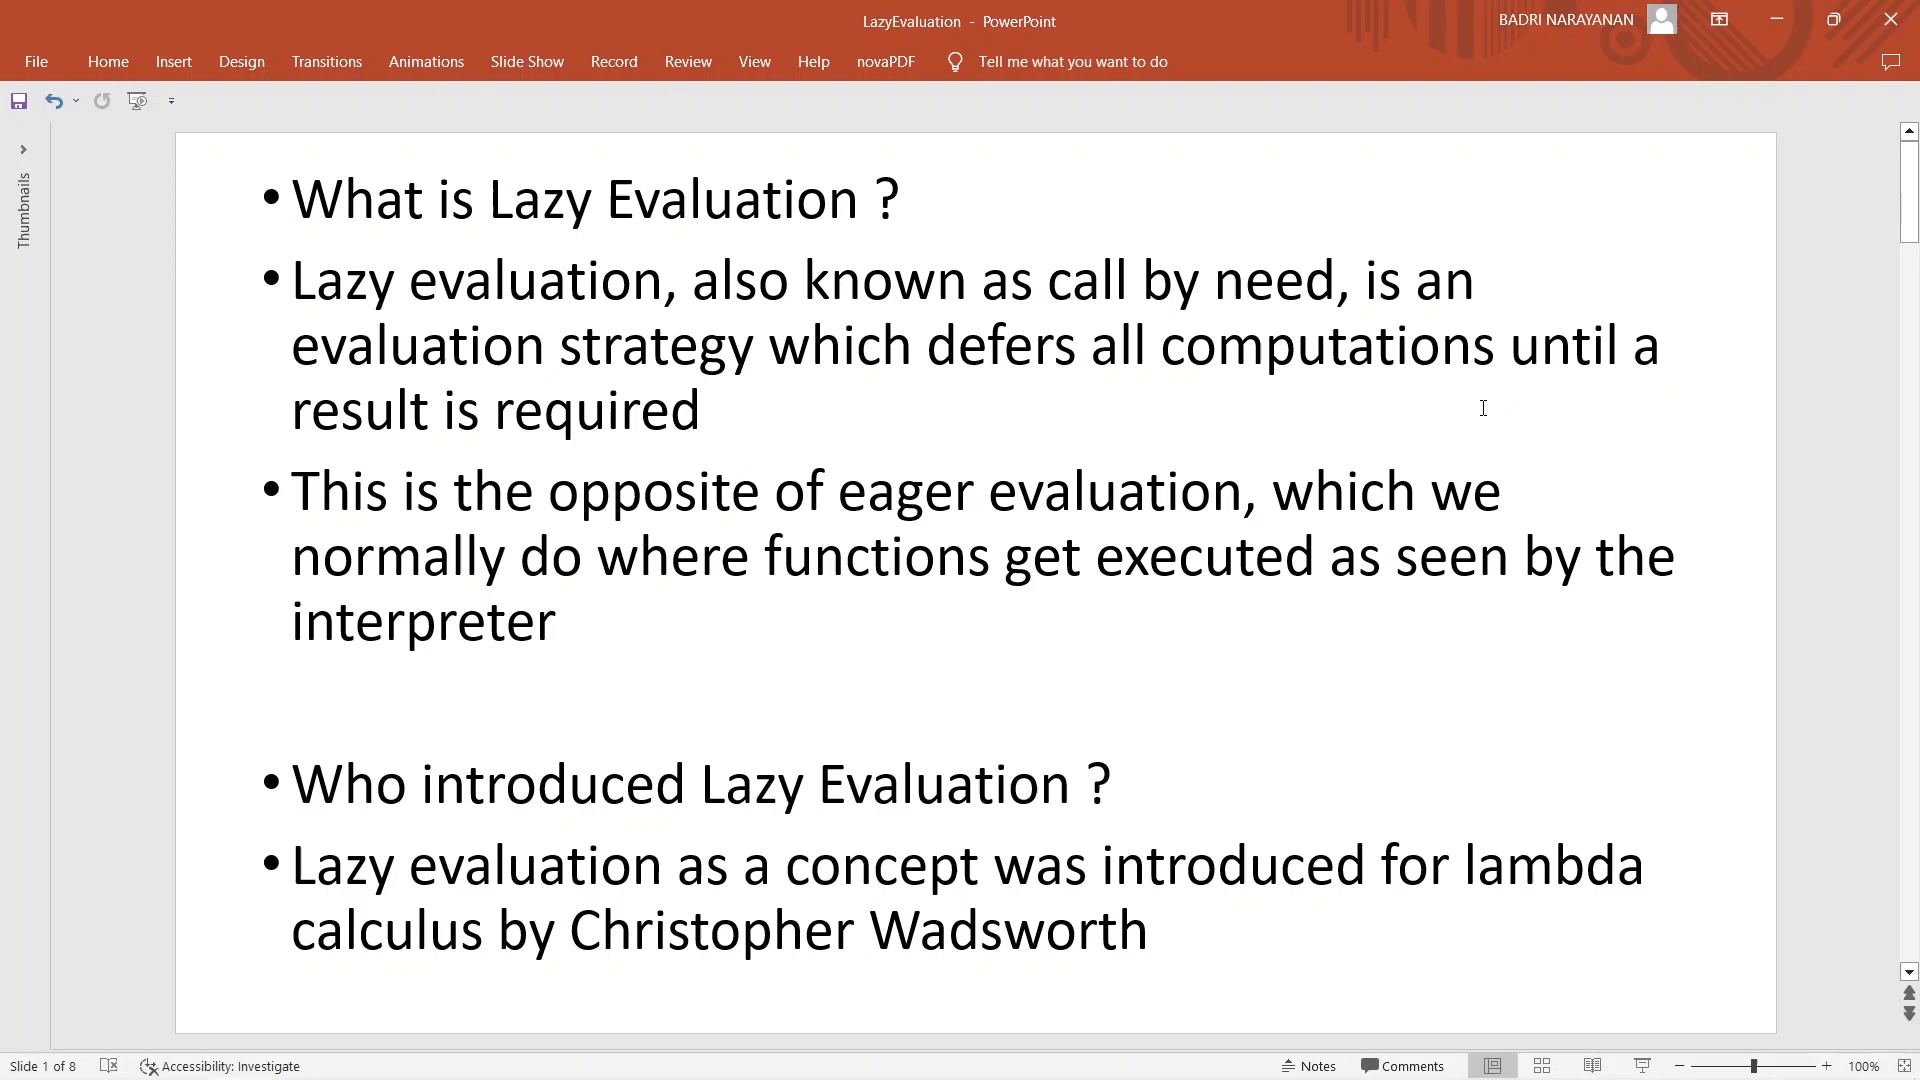 LazyEvaluation - PowerPoint
BADRI NARAYANAN
File Home Insert Design Transitions Animations Slide Show Record Review View Help novaPDF Tell me what you want to do
Thumbnails
• What is Lazy Evaluation ?
• Lazy evaluation, also known as call by need, is an
evaluation strategy which defers all computations until a
result is required
• This is the opposite of eager evaluation, which we
normally do where functions get executed as seen by the
interpreter
• Who introduced Lazy Evaluation ?
• Lazy evaluation as a concept was introduced for lambda
calculus by Christopher Wadsworth
Slide 1 of 8 Accessibility: Investigate Notes Comments 100%